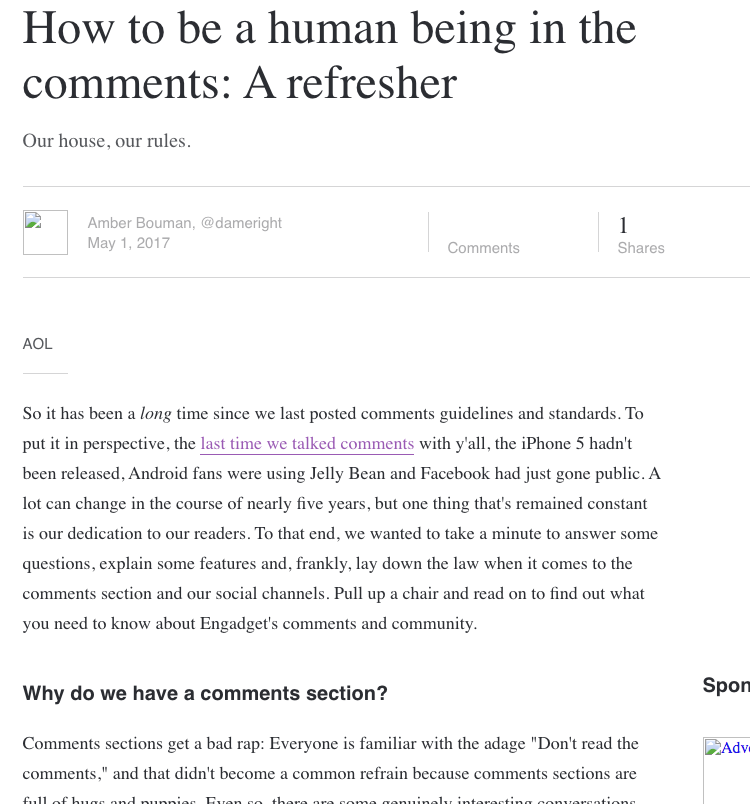 How to be a human being in the
comments: A refresher
Our house, our rules.
Amber Bouman, @dameright
May 1, 2017
Comments
1
Shares
AOL
So it has been a long time since we last posted comments guidelines and standards. To
put it in perspective, the last time we talked comments with y'all, the iPhone 5 hadn't
been released, Android fans were using Jelly Bean and Facebook had just gone public. A
lot can change in the course of nearly five years, but one thing that's remained constant
is our dedication to our readers. To that end, we wanted to take a minute to answer some
questions, explain some features and, frankly, lay down the law when it comes to the
comments section and our social channels. Pull up a chair and read on to find out what
you need to know about Engadget's comments and community.
Spon
Why do we have a comments section?
Adve
Comments sections get a bad rap: Everyone is familiar with the adage "Don't read the
comments," and that didn't become a common refrain because comments sections are
full of hugs and puppies. Even so, there are some genuinely interesting conversations